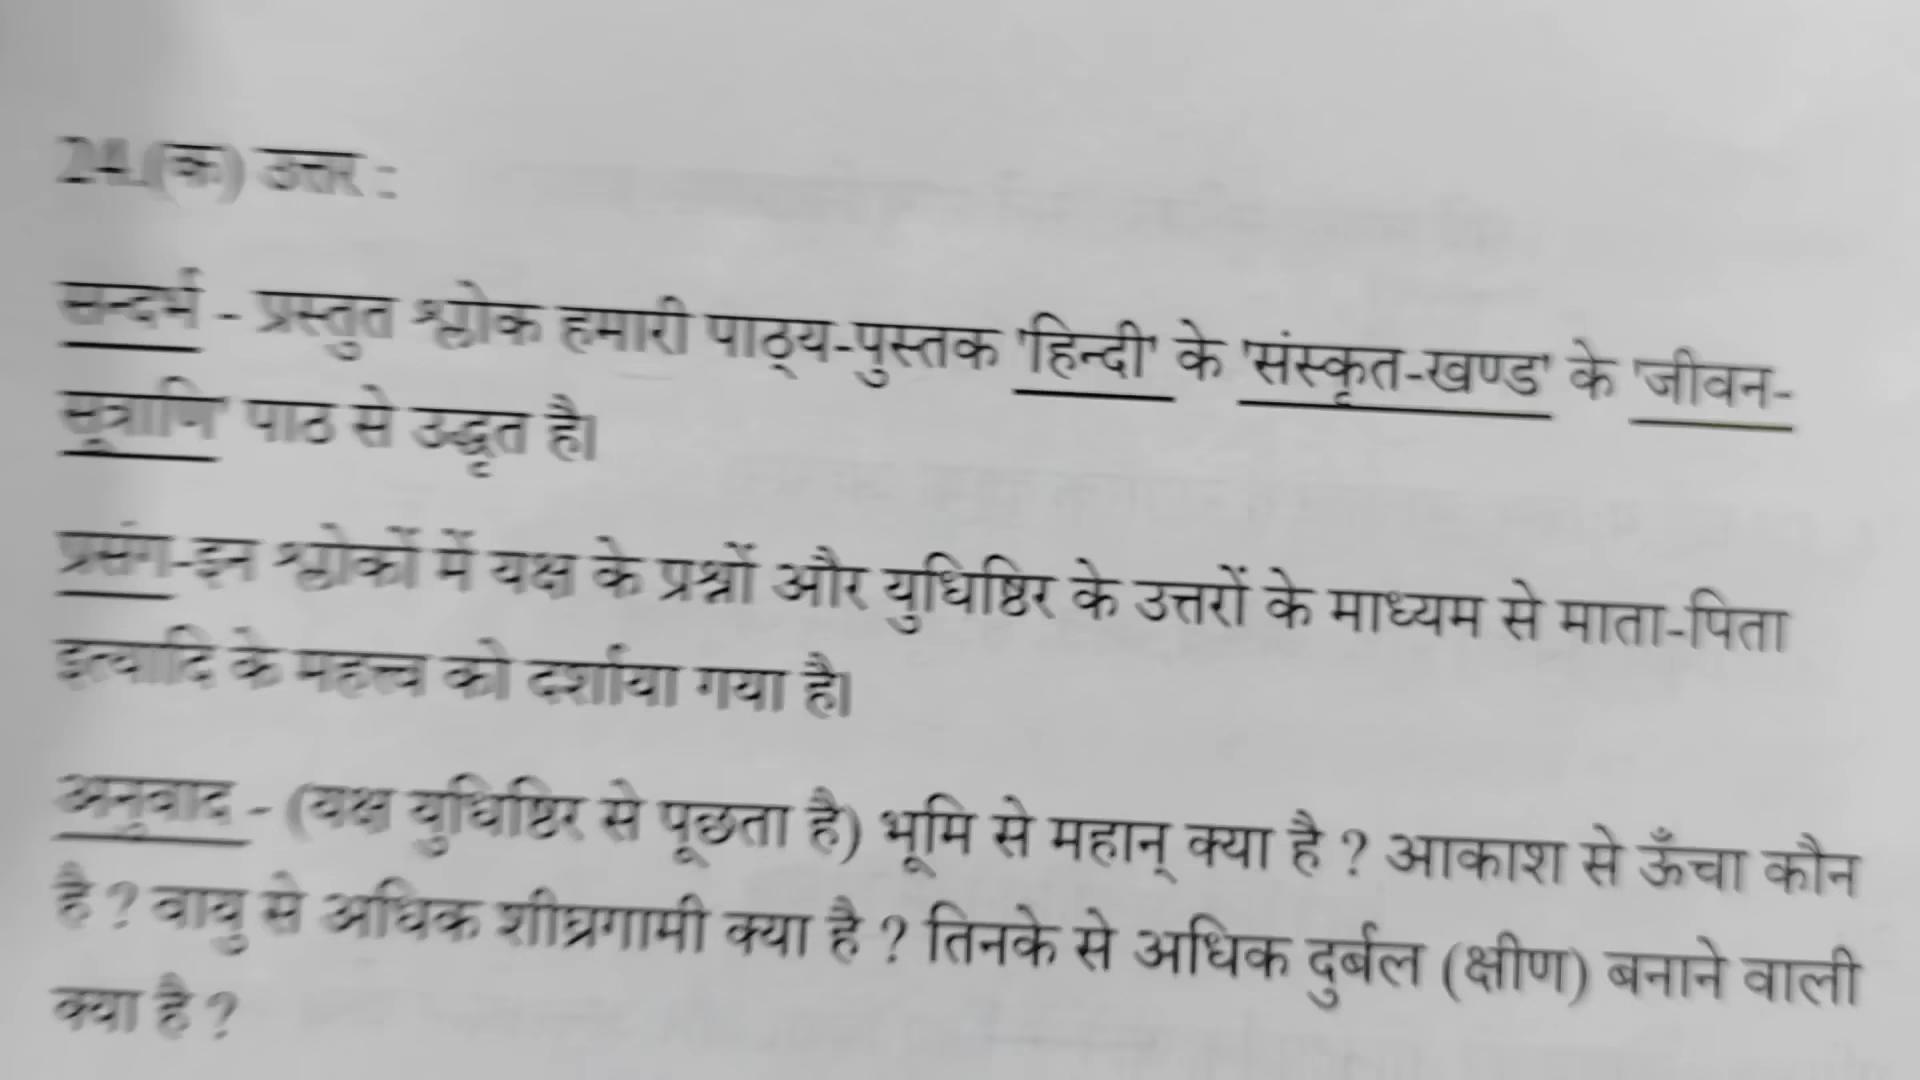 24.(क) उत्तर :
सन्दर्भ - प्रस्तुत श्लोक हमारी पाठ्य-पुस्तक 'हिन्दी' के 'संस्कृत-खण्ड' के 'जीवन-
सूत्राणि' पाठ से उद्धृत है।
प्रसंग-इन श्लोकों में यक्ष के प्रश्नों और युधिष्ठिर के उत्तरों के माध्यम से माता-पिता
इत्यादि के महत्त्व को दर्शाया गया है।
अनुवाद - (यक्ष युधिष्ठिर से पूछता है) भूमि से महान् क्या है ? आकाश से ऊँचा कौन
है ? वायु से अधिक शीघ्रगामी क्या है ? तिनके से अधिक दुर्बल (क्षीण) बनाने वाली
क्या है ?